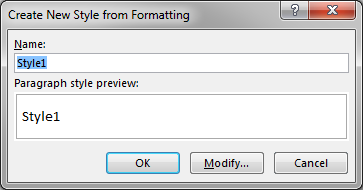 Create New Style from Formatting
Name:
Style1
Paragraph style preview:
Style1
OK Modify... Cancel